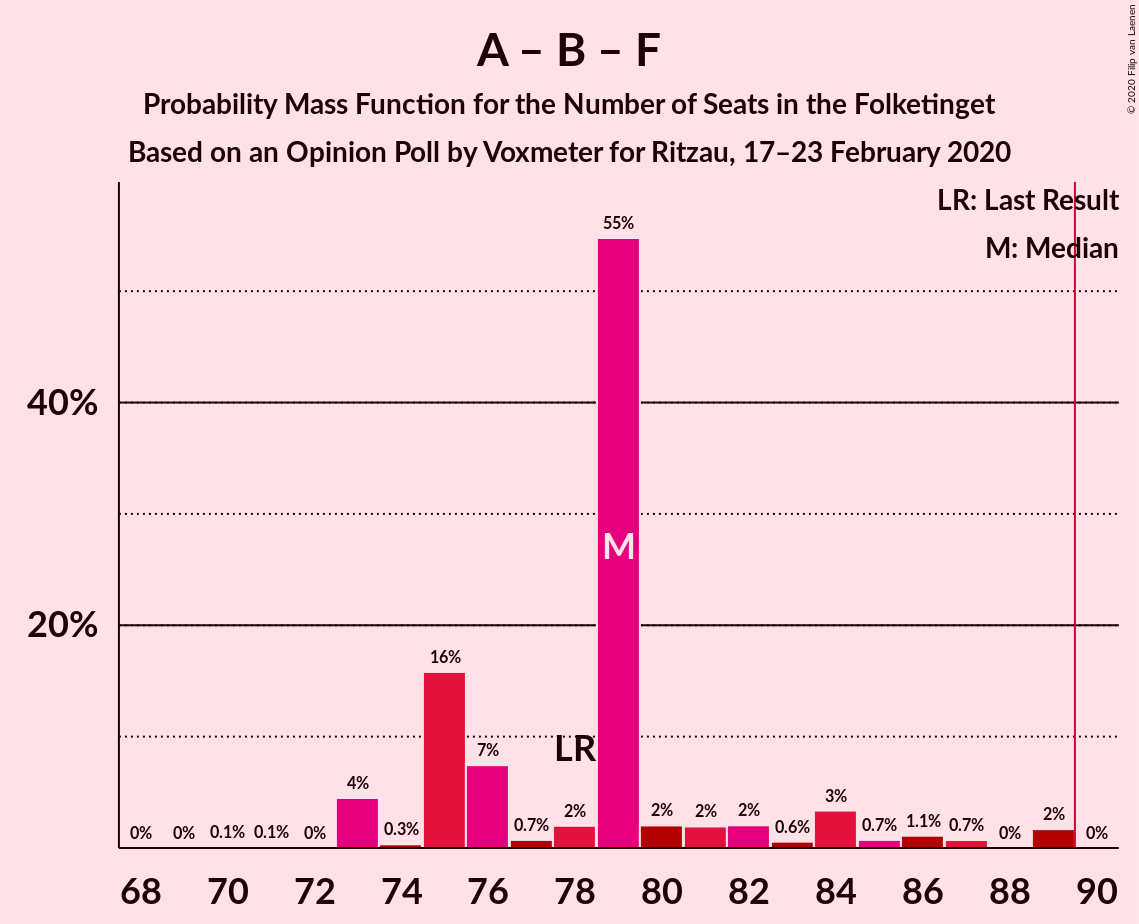 A – B – F
Probability Mass Function for the Number of Seats in the Folketinget
Based on an Opinion Poll by Voxmeter for Ritzau, 17–23 February 2020
© 2020 Filip van Laenen
LR: Last Result
M: Median
55%
40%
M
20%
16%
LR
7%
4%
3%
0% 0% 0.1% 0.1% 0% 0.3% 0.7% 2% 2% 2% 2% 0.6% 0.7% 1.1% 0.7% 0% 2% 0%
68 70 72 74 76 78 80 82 84 86 88 90